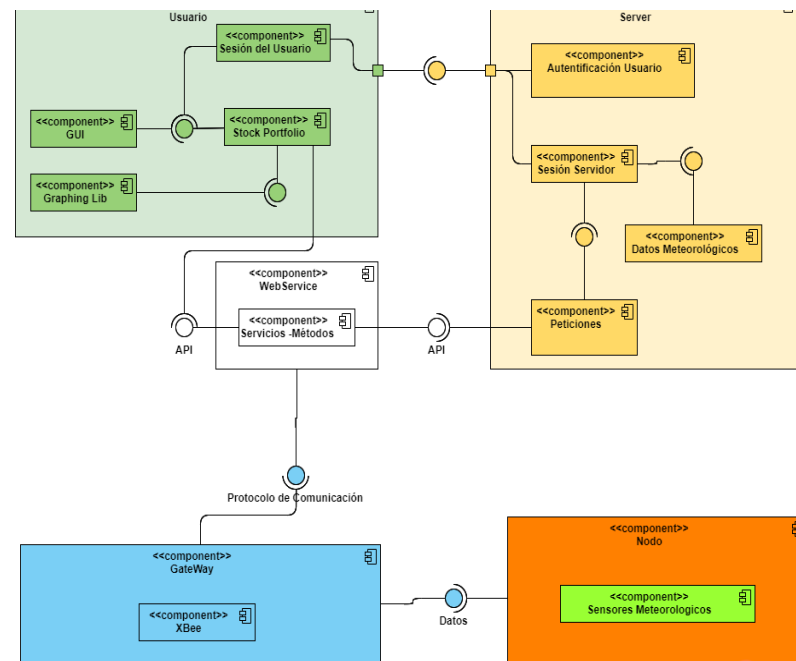 Usuario
<<component>>
Sesión del Usuario
<<component>>
GUI
<<component>>
Stock Portfolio
<<component>>
Graphing Lib
Server
<<component>>
Autentificación Usuario
<<component>>
Sesión Servidor
<<component>>
Datos Meteorológicos
<<component>>
Peticiones
<<component>>
WebService
<<component>>
Servicios -Métodos
API
API
Protocolo de Comunicación
<<component>>
GateWay
<<component>>
XBee
Datos
<<component>>
Nodo
<<component>>
Sensores Meteorologicos